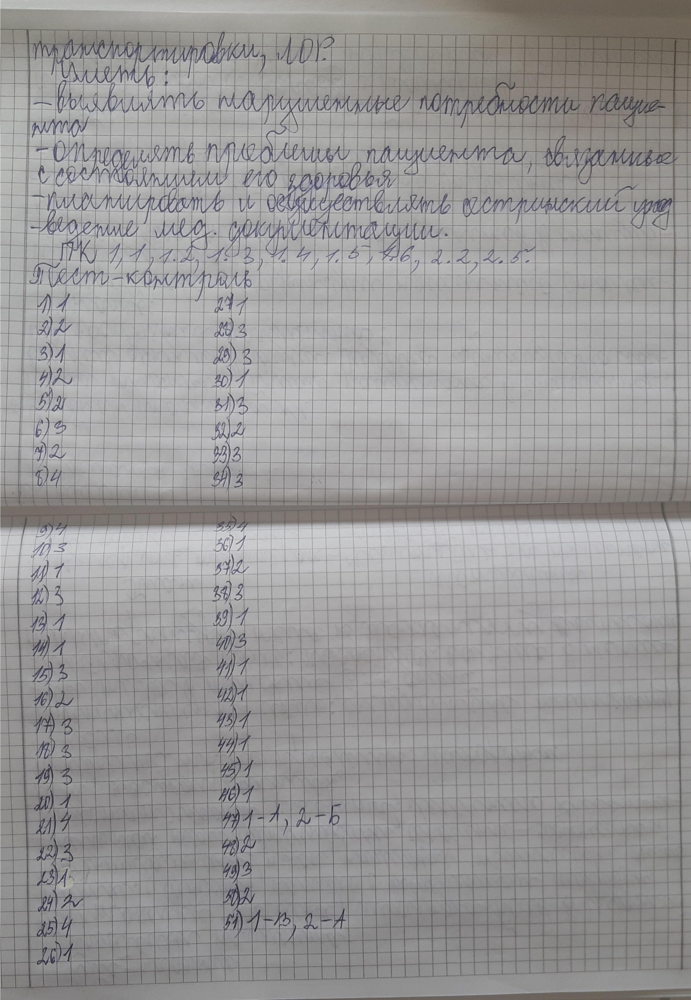 транспортировки, ЛОР.
Уметь:
- выявлять нарушенные потребности пацие-
нта
- определять проблемы пациента, связанные
с состоянием его здоровья
- планировать и осуществлять сестринский уход
- ведение мед. документации.
ПК 1,1, 1.2, 1.3, 1.4, 1.5, 1.6, 2.2, 2.5.
Тест-контроль
1) 1 27) 1
2) 2 28) 3
3) 1 29) 3
4) 2 30) 1
5) 2 31) 3
6) 3 32) 2
7) 2 33) 3
8) 4 34) 3
9) 4 35) 4
10) 3 36) 1
11) 1 37) 2
12) 3 38) 3
13) 1 39) 1
14) 1 40) 3
15) 3 41) 1
16) 2 42) 1
17) 3 43) 1
18) 3 44) 1
19) 3 45) 1
20) 1 46) 1
21) 4 47) 1-А, 2-Б
22) 3 48) 2
23) 1 49) 3
24) 2 50) 2
25) 4 51) 1-В, 2-А
26) 1